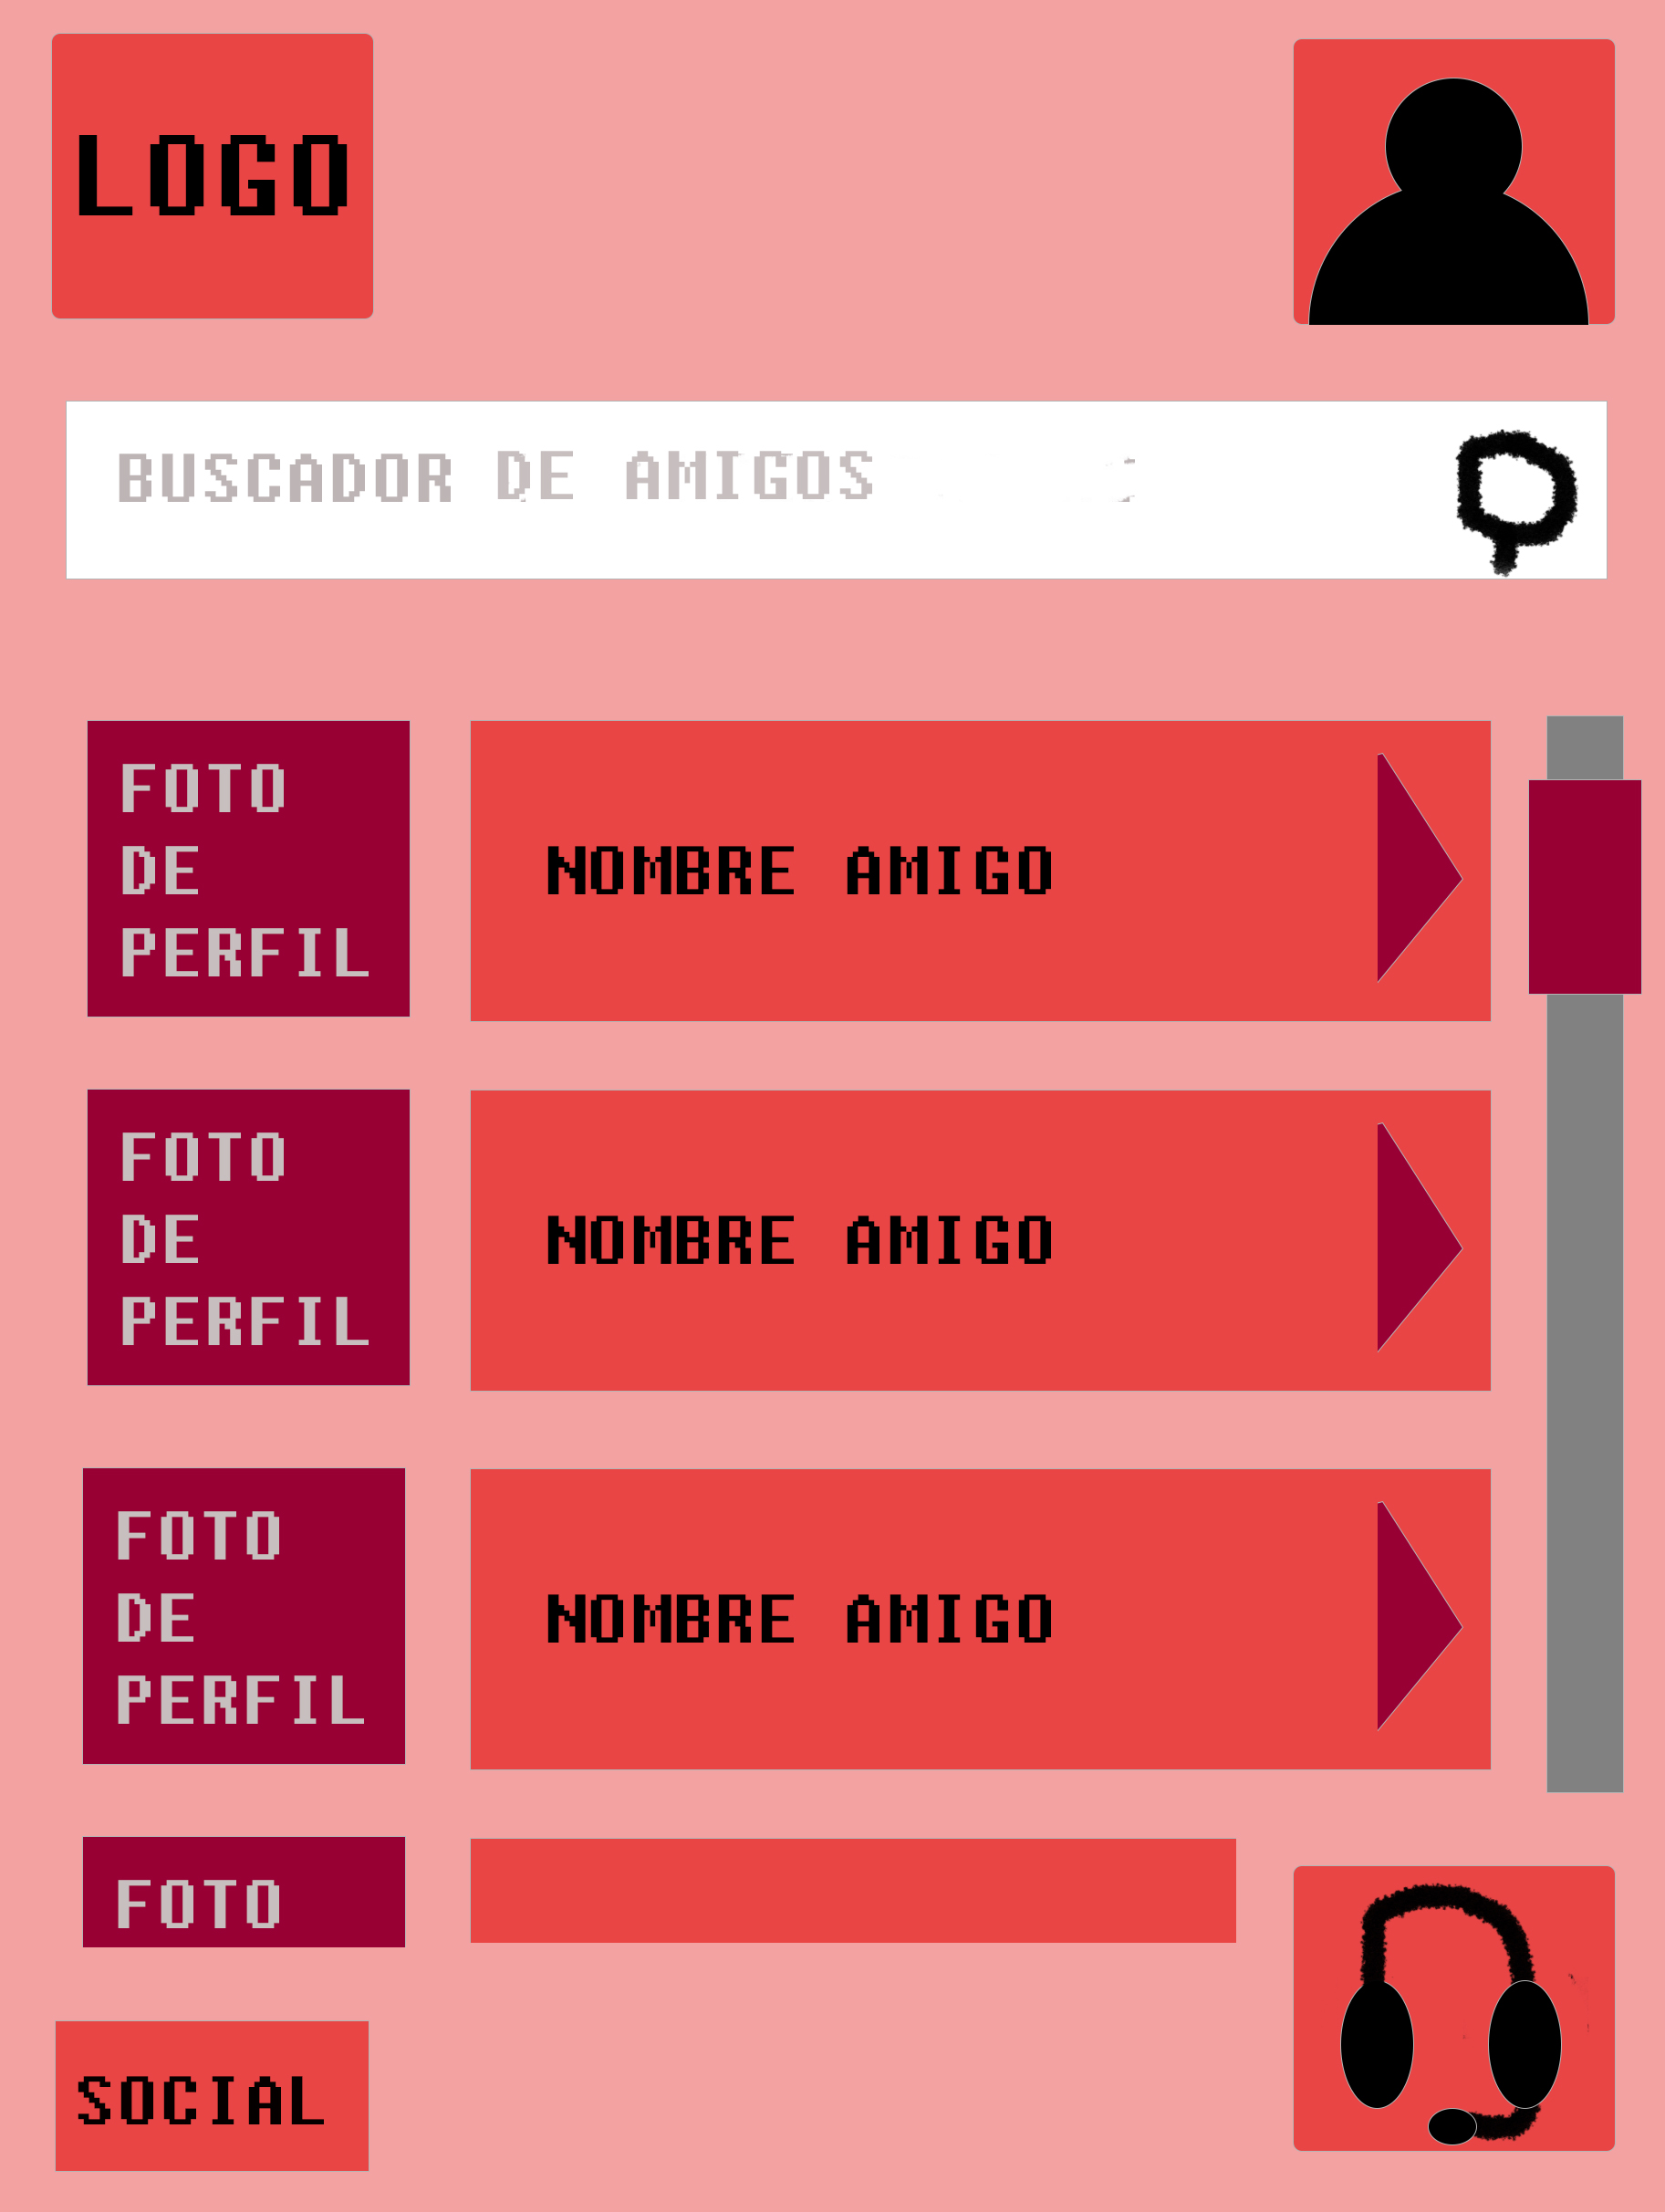 LOGO
BUSCADOR DE AMIGOS
FOTO
DE
PERFIL
NOMBRE AMIGO
FOTO
DE
PERFIL
NOMBRE AMIGO
FOTO
DE
PERFIL
NOMBRE AMIGO
FOTO
SOCIAL